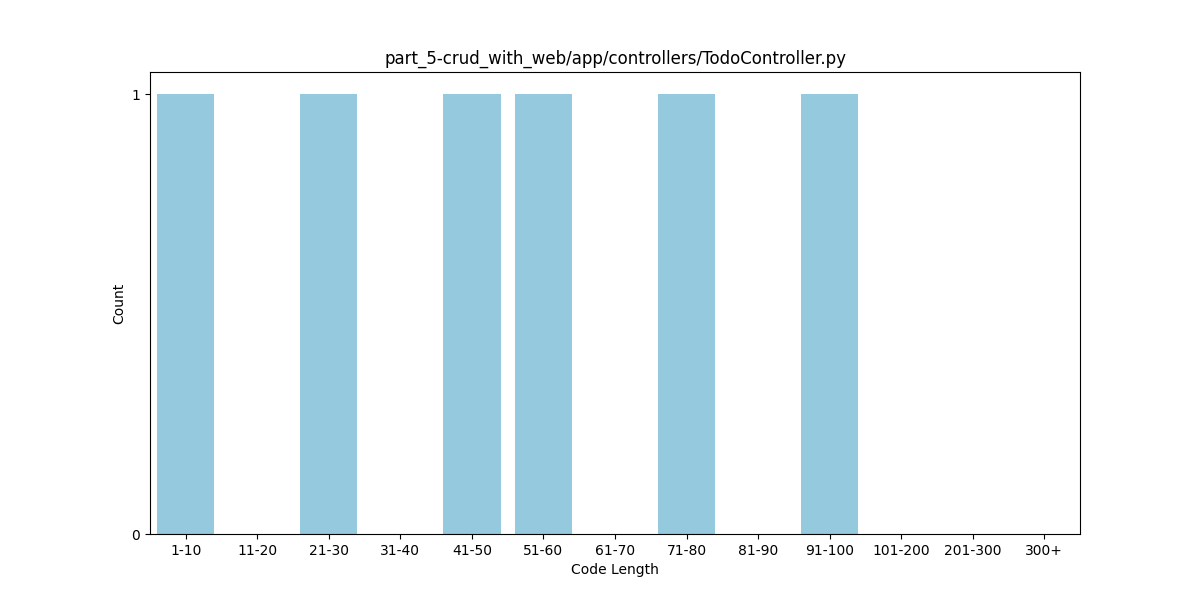 part_5-crud_with_web/app/controllers/TodoController.py
1
Count
0
1-10 11-20 21-30 31-40 41-50 51-60 61-70 71-80 81-90 91-100 101-200 201-300 300+
Code Length